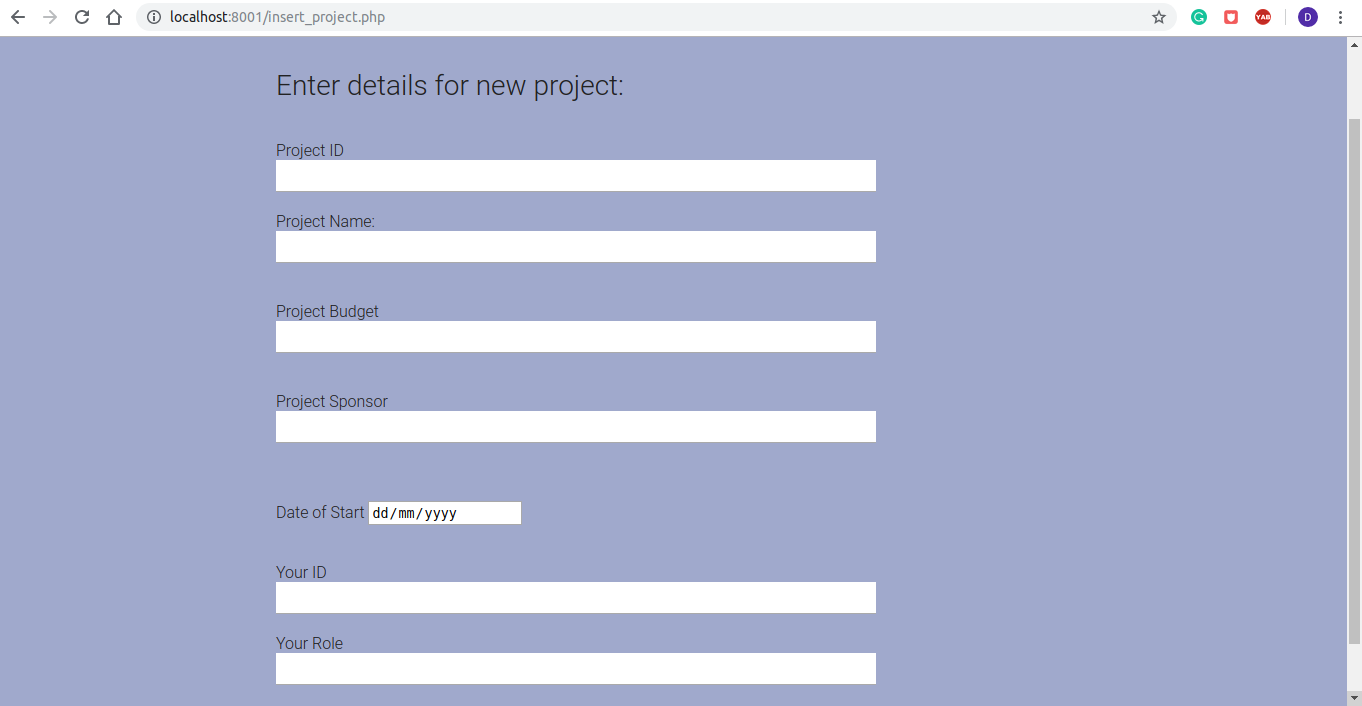 localhost:8001/insert_project.php
YAB
D
Enter details for new project:
Project ID
Project Name:
Project Budget
Project Sponsor
Date of Start dd/mm/yyyy
Your ID
Your Role